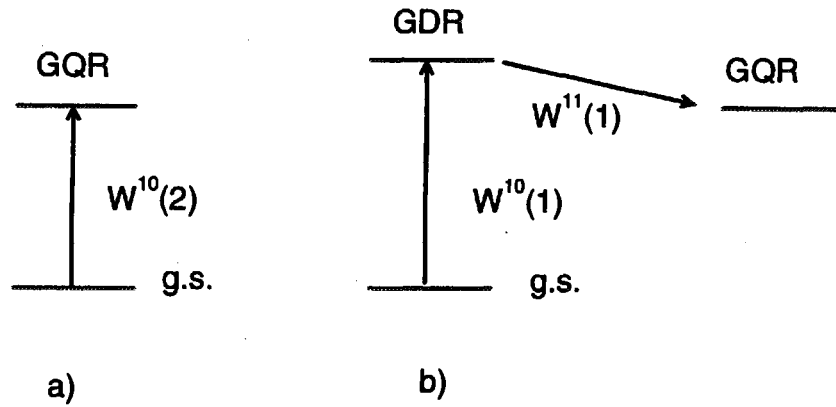 GDR
GQR
GQR
W¹¹(1)
W¹⁰(2)
W¹⁰(1)
g.s.
g.s.
a)
b)